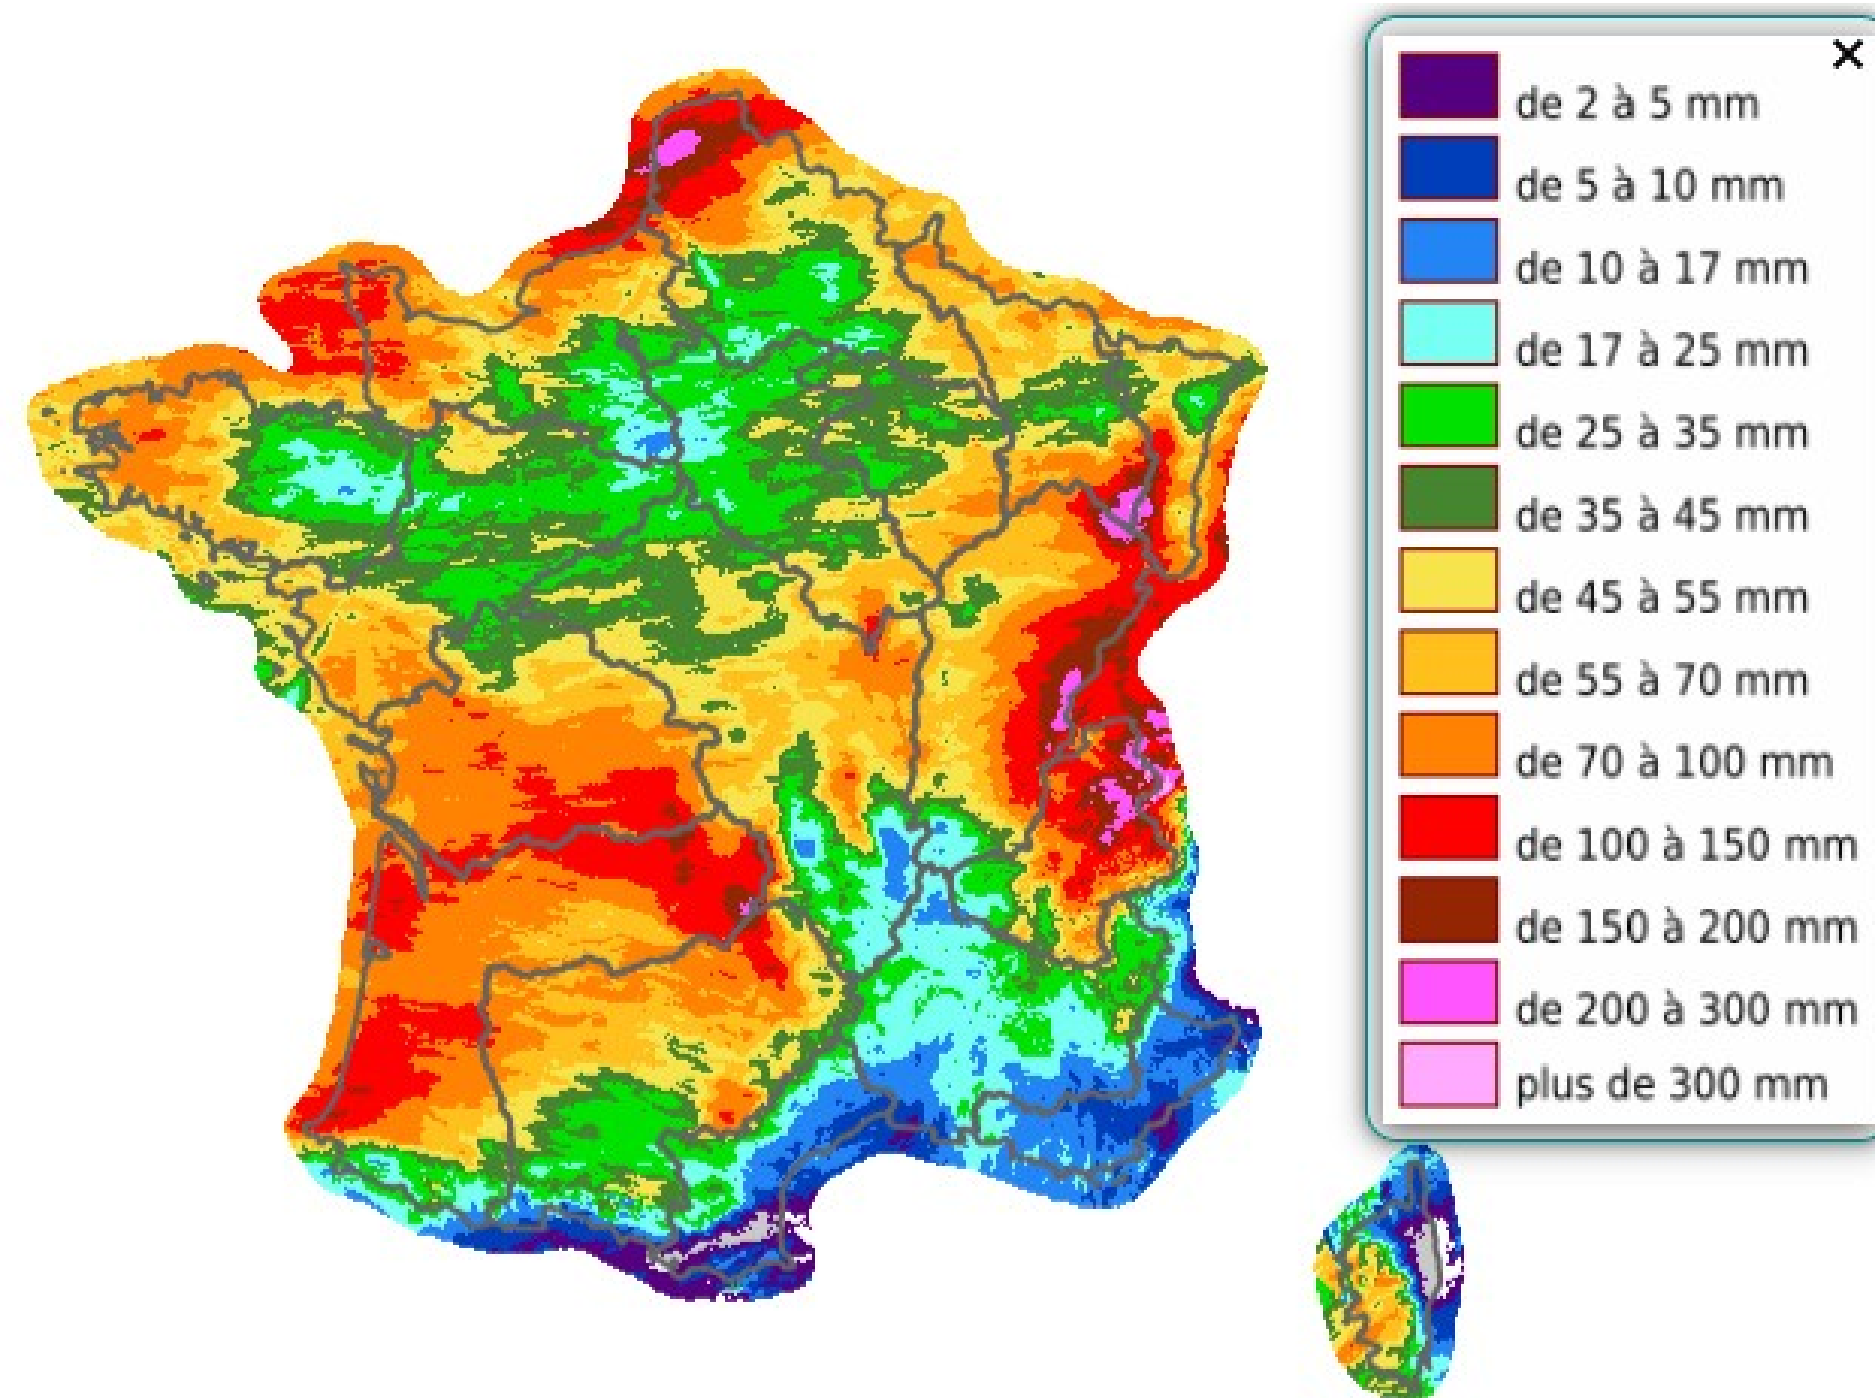 ×
de 2 à 5 mm
de 5 à 10 mm
de 10 à 17 mm
de 17 à 25 mm
de 25 à 35 mm
de 35 à 45 mm
de 45 à 55 mm
de 55 à 70 mm
de 70 à 100 mm
de 100 à 150 mm
de 150 à 200 mm
de 200 à 300 mm
plus de 300 mm